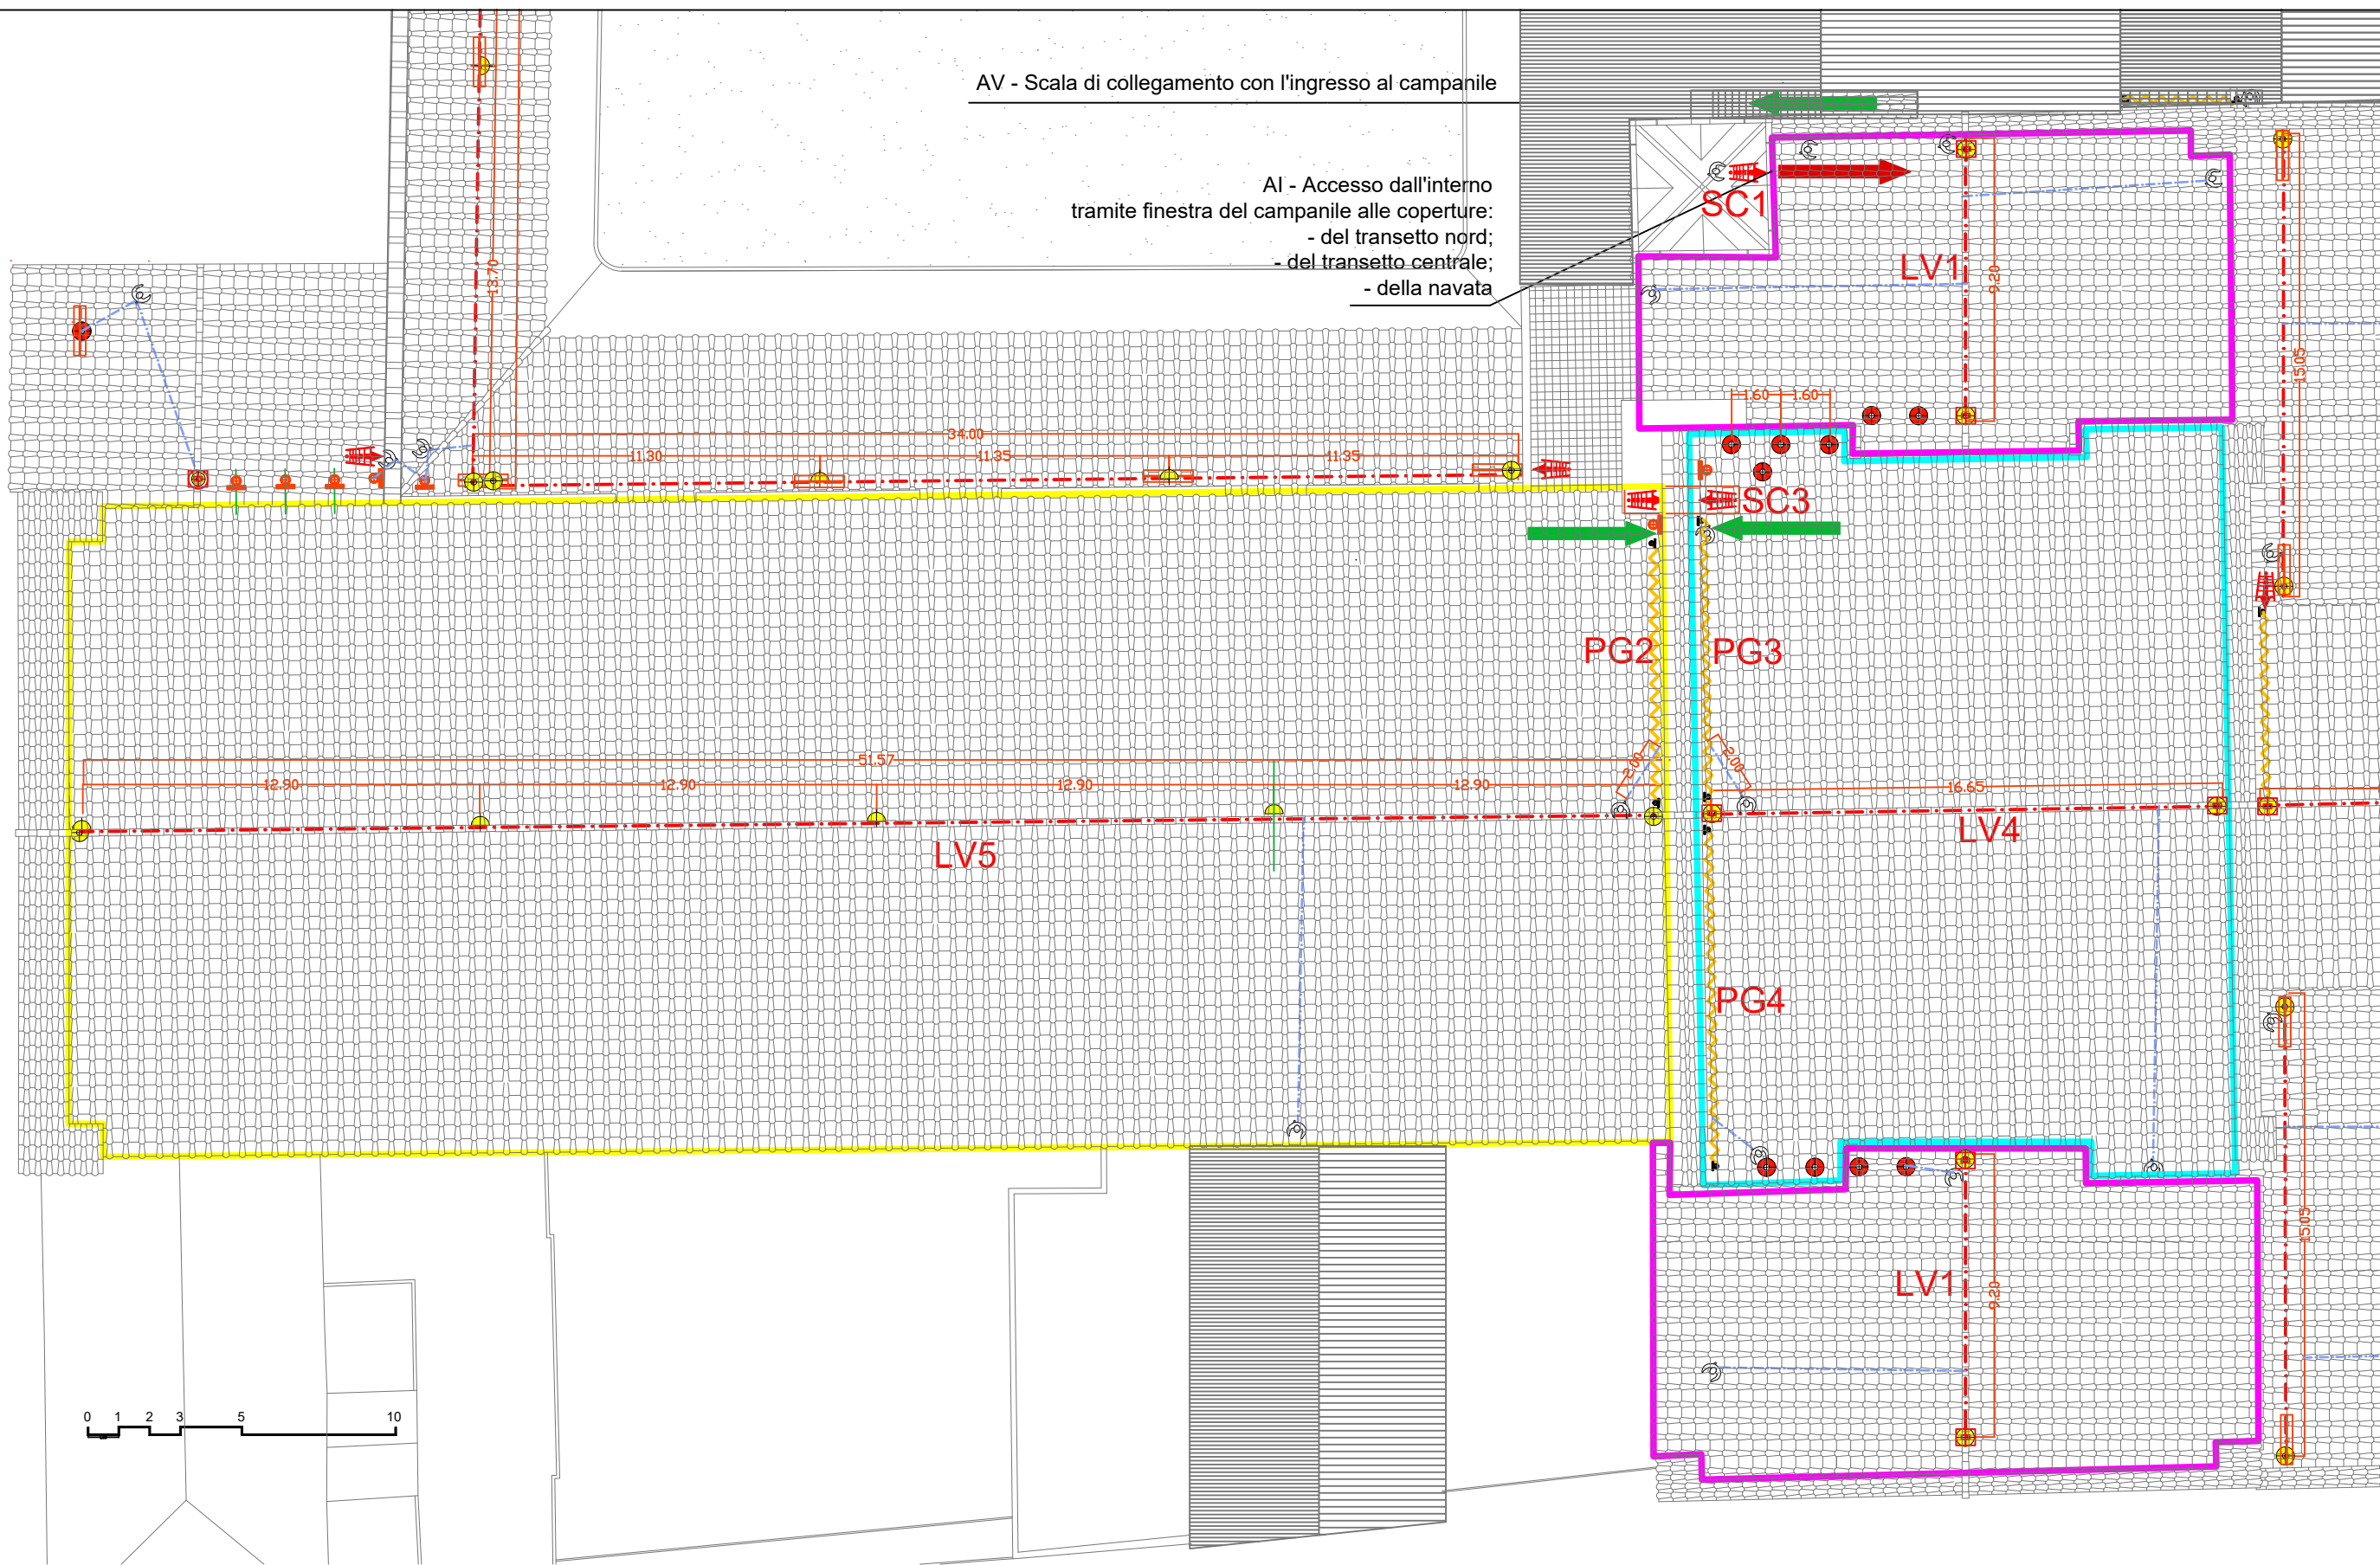 AV - Scala di collegamento con l'ingresso al campanile
AI - Accesso dall'interno
tramite finestra del campanile alle coperture:
- del transetto nord;
- del transetto centrale;
- della navata
SC1
LV1
9.20
13.70
15.05
1.60 1.60
34.00
11.30 11.35 11.35
SC3
PG2 PG3
51.57
12.90 12.90 12.90 12.90
2.00 2.00
16.65
LV5
LV4
PG4
15.05
LV1
9.20
0 1 2 3 5 10